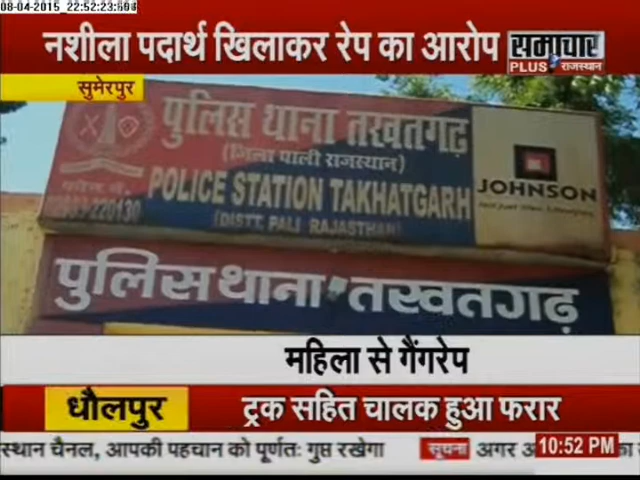 08-04-2015_22:52:23:606
नशीला पदार्थ खिलाकर रेप का आरोप
समाचार
PLUS राजस्थान
सुमेरपुर
पुलिस थाना तखतगढ़
(जिला पाली राजस्थान)
फोन नं.
220130
POLICE STATION TAKHATGARH
(DISTT. PALI RAJASTHAN)
JOHNSON
पुलिस थाना तखतगढ़
महिला से गैंगरेप
धौलपुर
ट्रक सहित चालक हुआ फरार
स्थान चैनल, आपकी पहचान को पूर्णतः गुप्त रखेगा
सूचना
अगर
10:52 PM